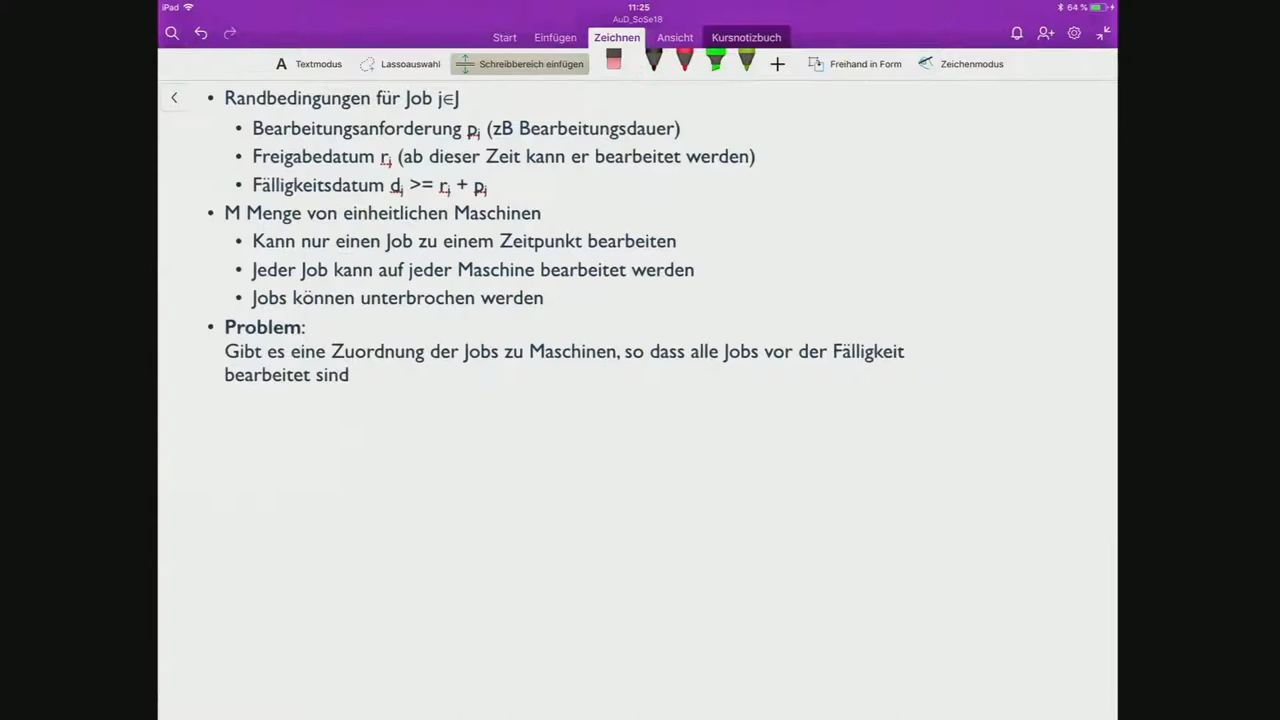 iPad 11:25 64 %
AuD_SoSe18
Start Einfügen Zeichnen Ansicht Kursnotizbuch
A Textmodus Lassoauswahl Schreibbereich einfügen Freihand in Form Zeichenmodus
• Randbedingungen für Job j∈J
• Bearbeitungsanforderung pj (zB Bearbeitungsdauer)
• Freigabedatum rj (ab dieser Zeit kann er bearbeitet werden)
• Fälligkeitsdatum dj >= rj + pj
• M Menge von einheitlichen Maschinen
• Kann nur einen Job zu einem Zeitpunkt bearbeiten
• Jeder Job kann auf jeder Maschine bearbeitet werden
• Jobs können unterbrochen werden
• Problem:
Gibt es eine Zuordnung der Jobs zu Maschinen, so dass alle Jobs vor der Fälligkeit
bearbeitet sind